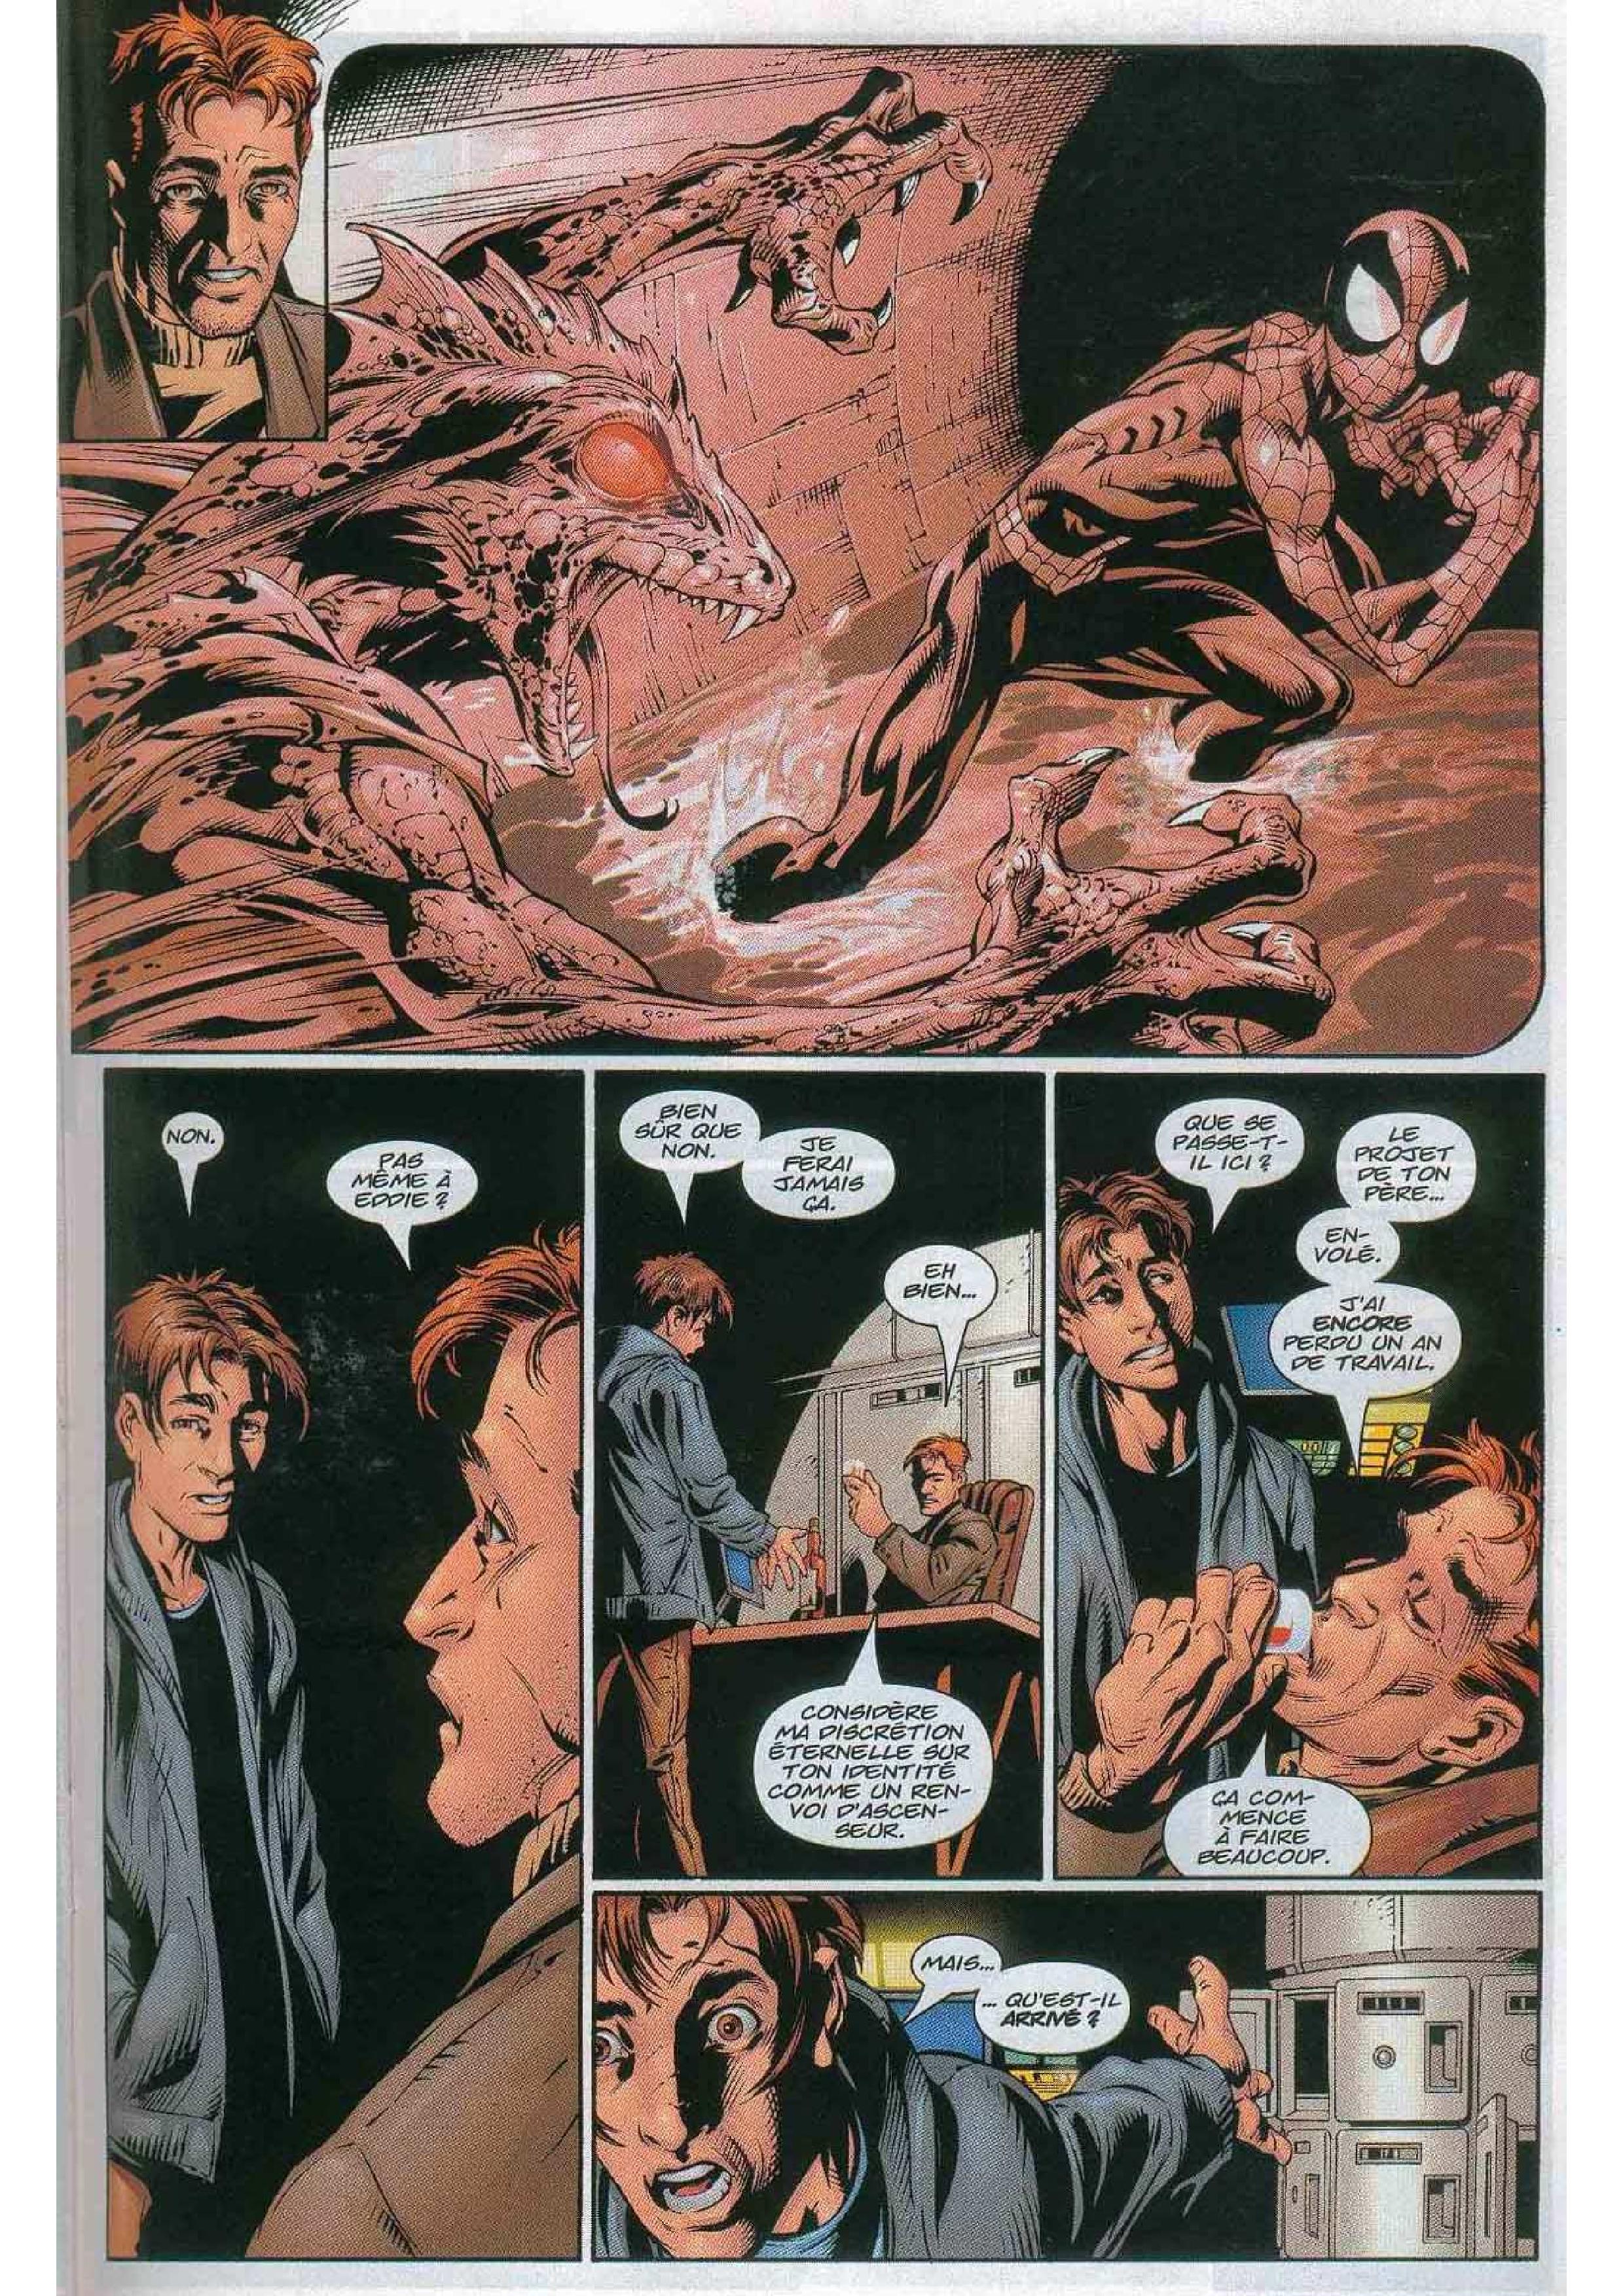 NON.
PAS
MÊME À
EDDIE ?
BIEN
SÛR QUE
NON.
JE
FERAI
JAMAIS
ÇA.
EH
BIEN...
CONSIDÈRE
MA DISCRÉTION
ÉTERNELLE SUR
TON IDENTITÉ
COMME UN REN-
VOI D'ASCEN-
SEUR.
QUE SE
PASSE-T-
IL ICI ?
LE
PROJET
DE TON
PÈRE...
EN-
VOLÉ.
J'AI
ENCORE
PERDU UN AN
DE TRAVAIL.
ÇA COM-
MENCE
À FAIRE
BEAUCOUP.
MAIS...
... QU'EST-IL
ARRIVÉ ?